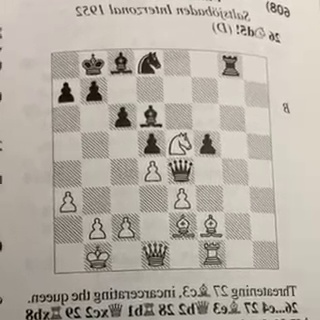 (608)
Saltsjöbaden Interzonal 1952
26 ♘d5! (D)
B
Threatening 27 ♗c3, incarcerating the queen.
26...c4 27 ♗e3 ♕b2 28 ♖b1 ♕xc2 29 ♖xb8